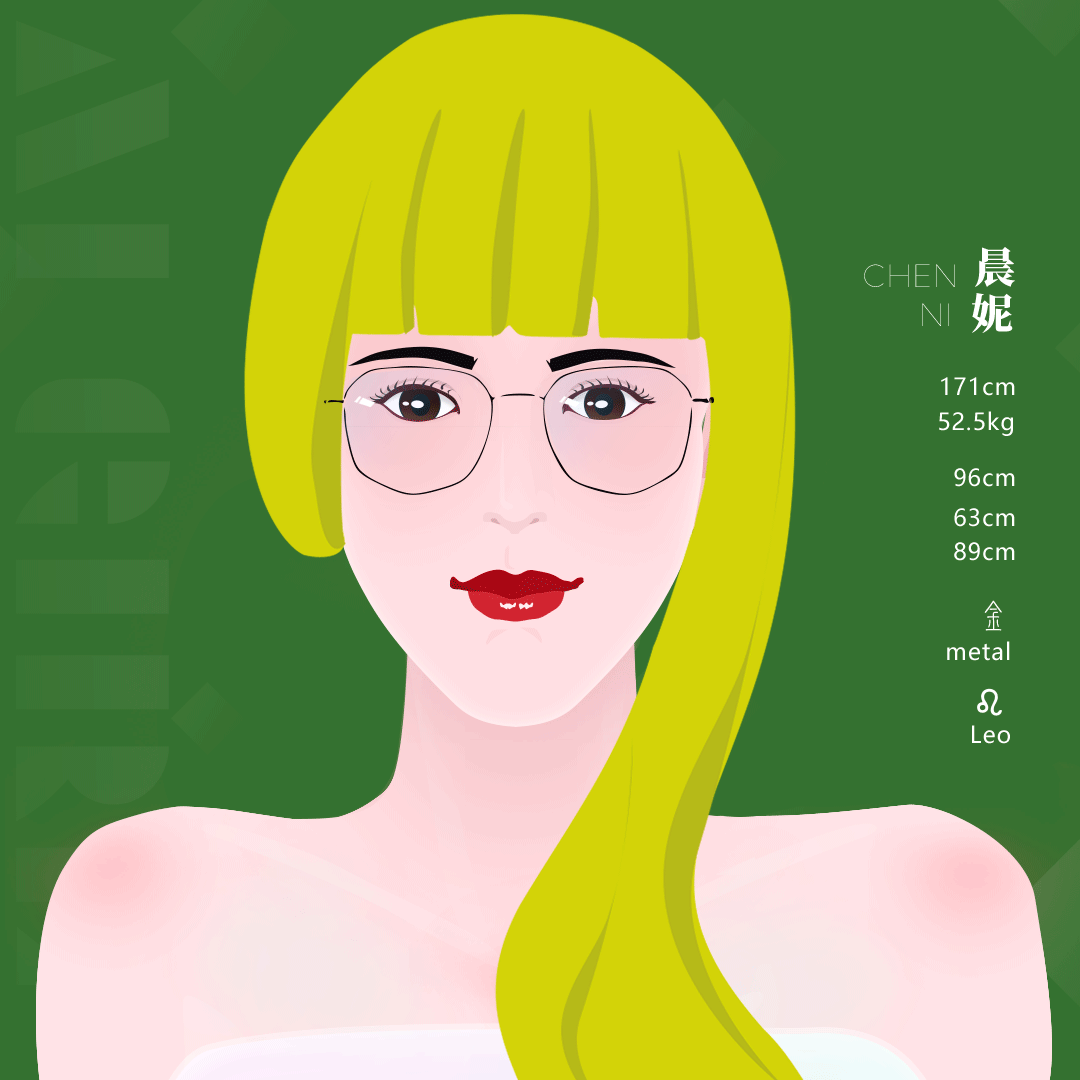 CHEN
NI
晨妮
171cm
52.5kg
96cm
63cm
89cm
金
metal
♌
Leo